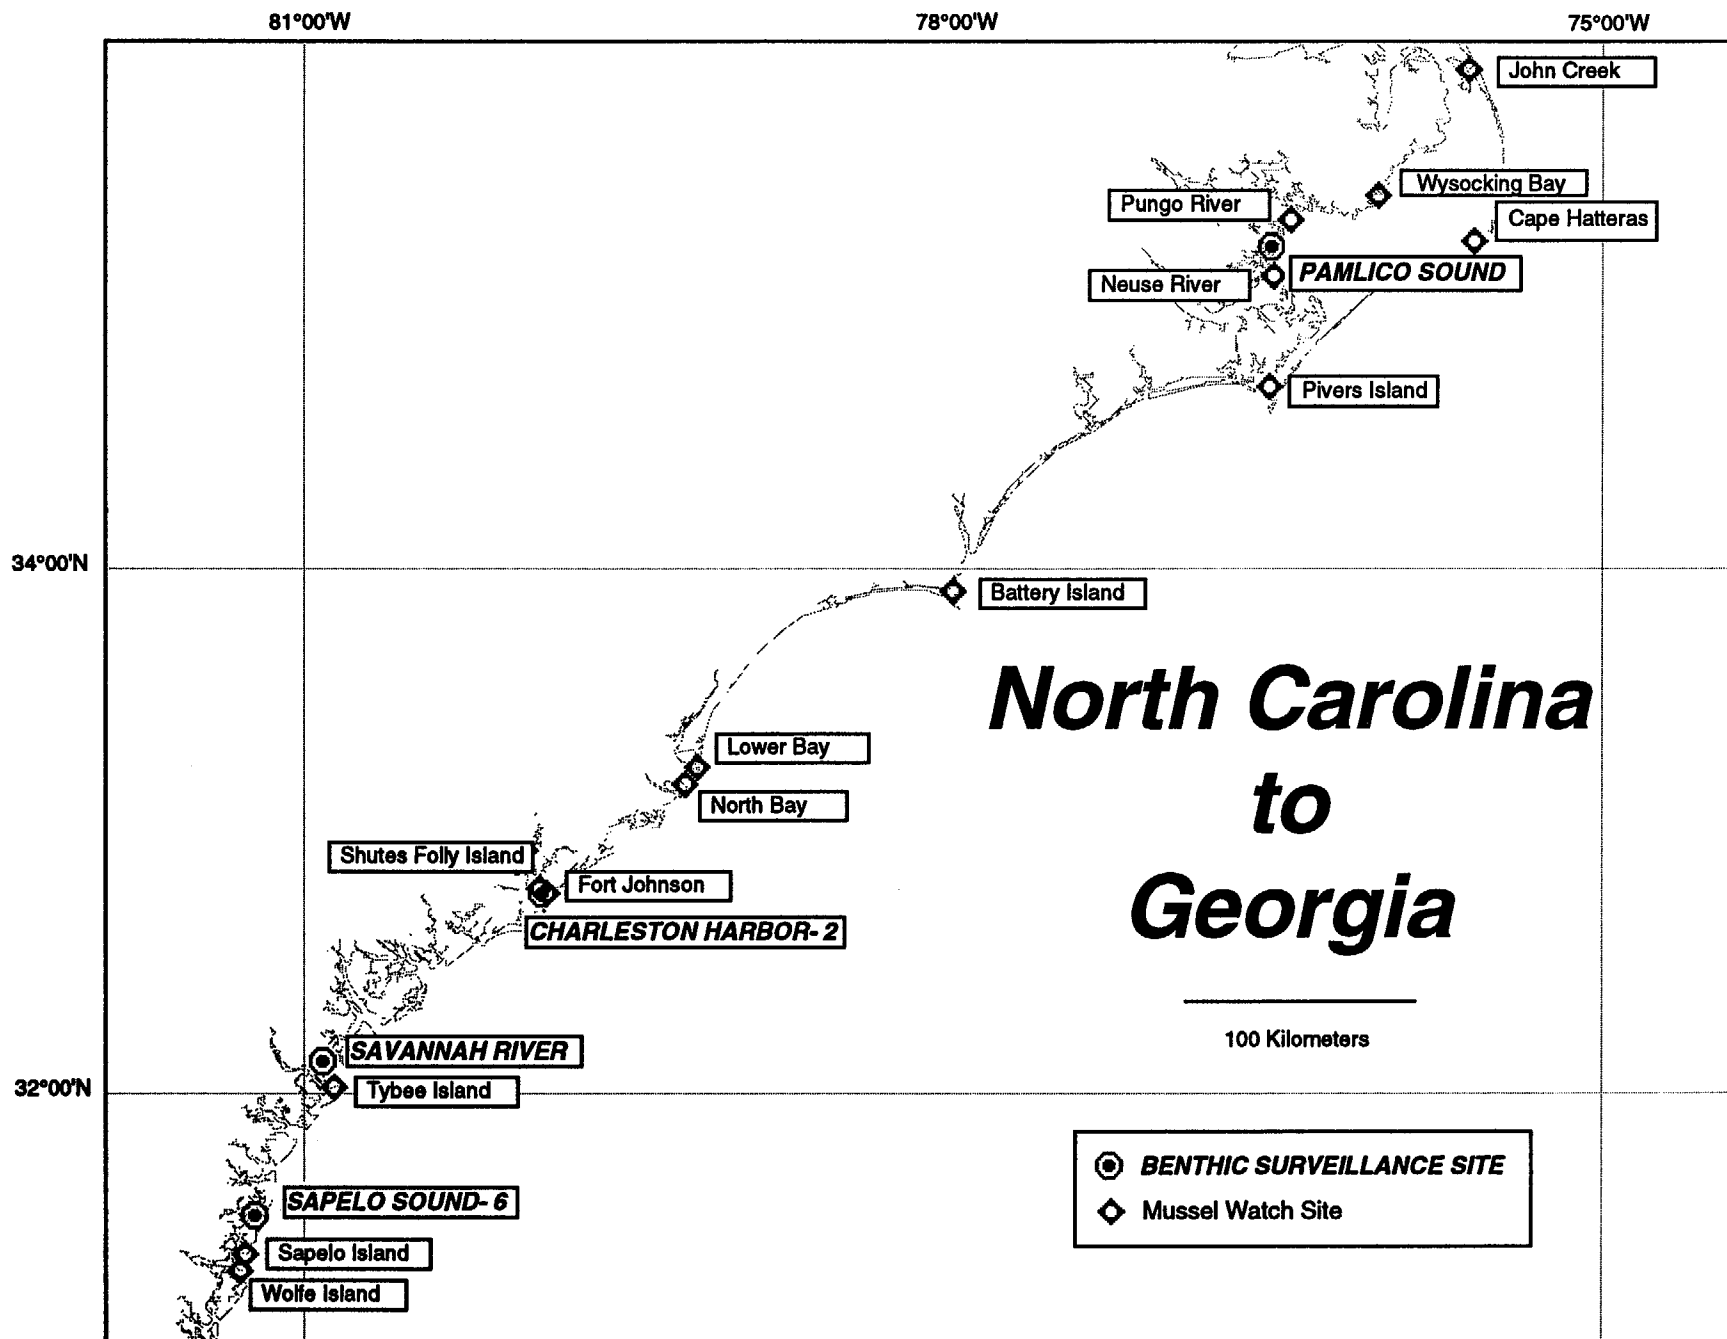 81°00'W
78°00'W
75°00'W
John Creek
Wysocking Bay
Pungo River
Cape Hatteras
PAMLICO SOUND
Neuse River
Pivers Island
34°00'N
Battery Island
North Carolina
to
Georgia
Lower Bay
North Bay
Shutes Folly Island
Fort Johnson
CHARLESTON HARBOR- 2
100 Kilometers
SAVANNAH RIVER
32°00'N
Tybee Island
BENTHIC SURVEILLANCE SITE
Mussel Watch Site
SAPELO SOUND- 6
Sapelo Island
Wolfe Island